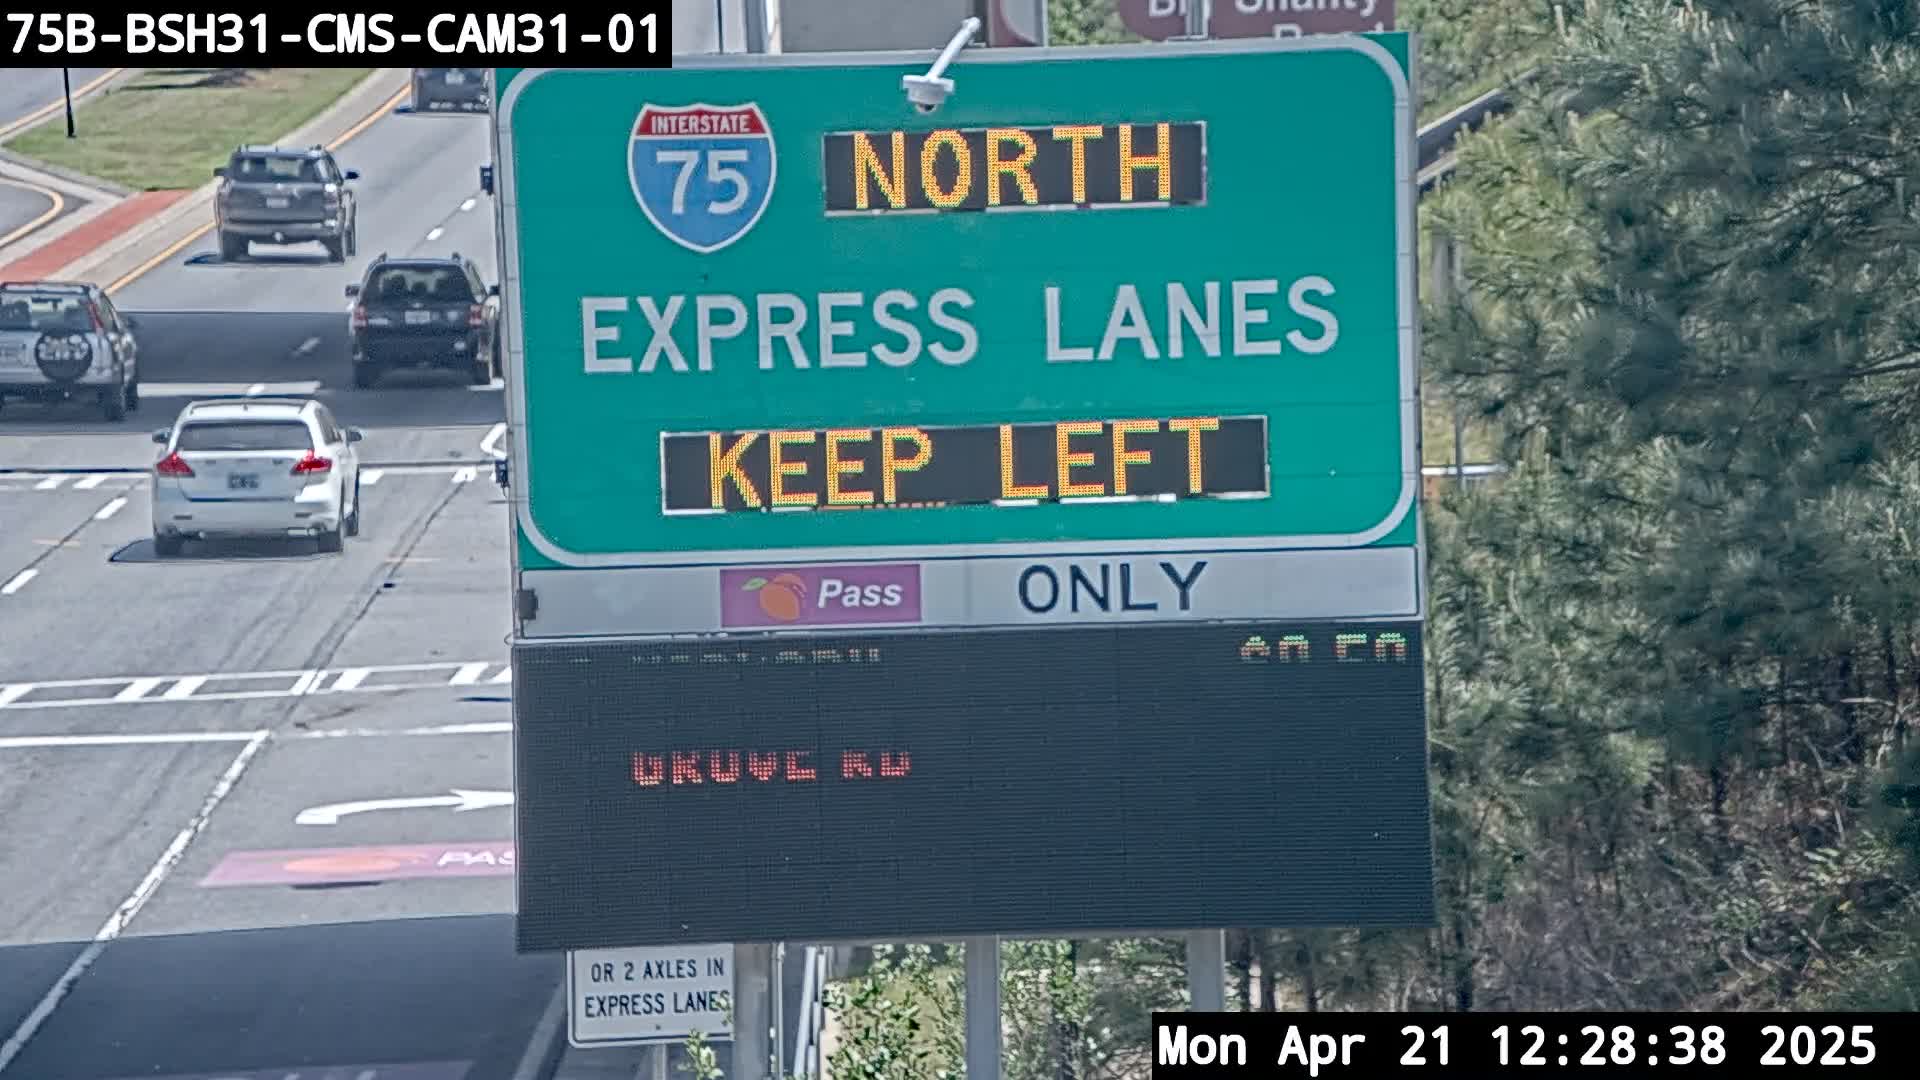 75B-BSH31-CMS-CAM31-01
Shanty
INTERSTATE
75
NORTH
EXPRESS LANES
KEEP LEFT
Pass ONLY
OR 2 AXLES IN
EXPRESS LANES
Mon Apr 21 12:28:38 2025